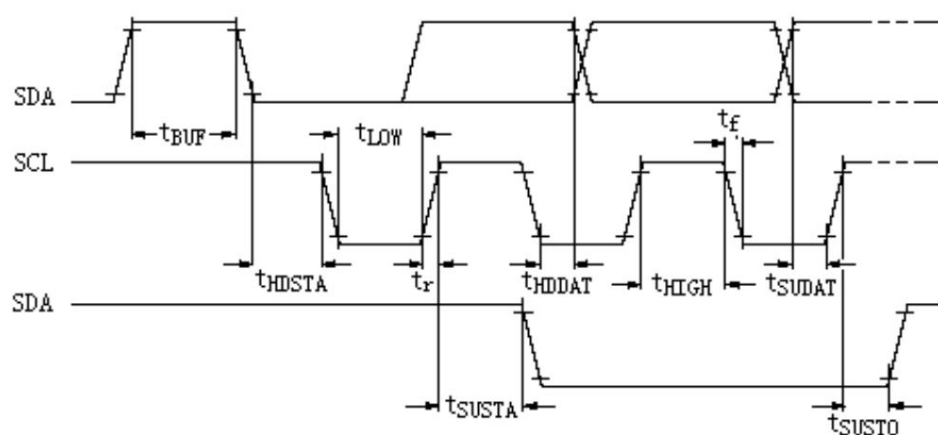 SDA
tBUF
tLOW
tf
SCL
tHDSTA
tr
tHDDAT
tHIGH
tSUDAT
SDA
tSUSTA
tSUSTO